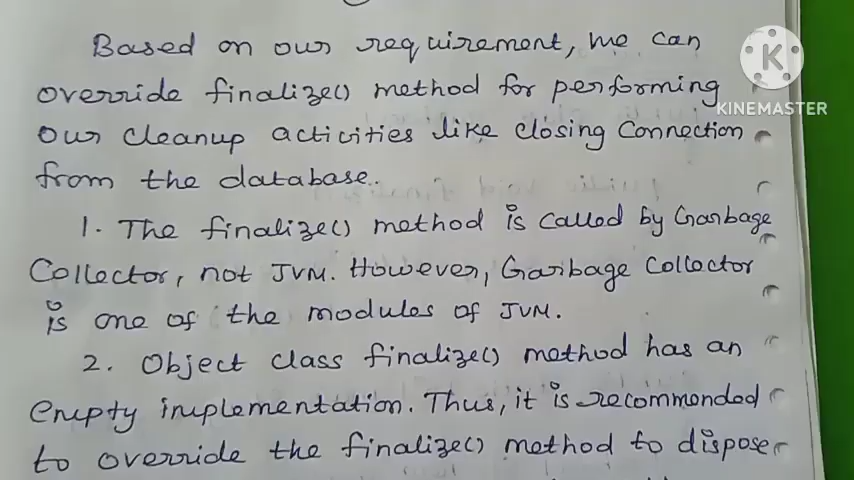 Based on our requirement, we can
override finalize() method for performing
our cleanup activities like closing connection
from the database.
1. The finalize() method is called by Garbage
Collector, not JVM. However, Garbage collector
is one of the modules of JVM.
2. Object class finalize() method has an
empty implementation. Thus, it is recommended
to override the finalize() method to dispose
K
KINEMASTER